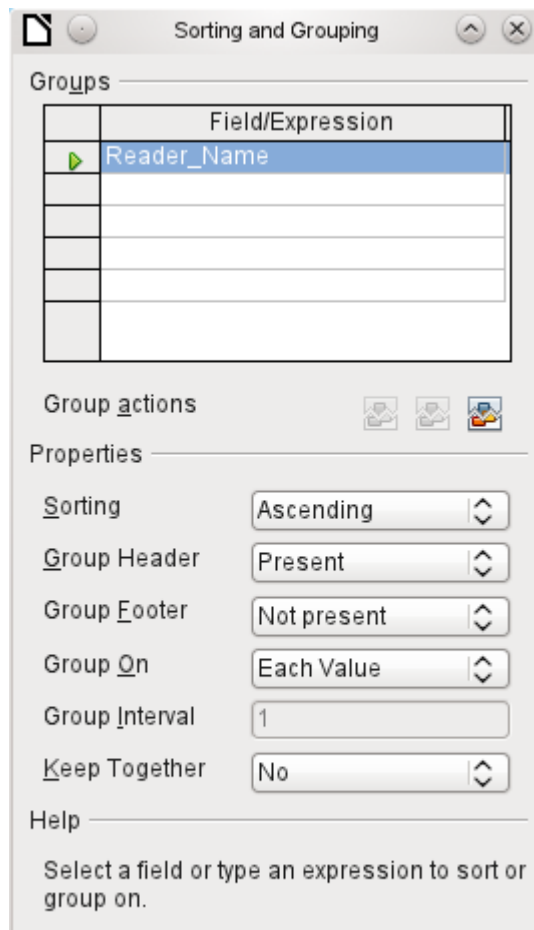 Sorting and Grouping
Groups
Field/Expression
Reader_Name
Group actions
Properties
Sorting Ascending
Group Header Present
Group Footer Not present
Group On Each Value
Group Interval 1
Keep Together No
Help
Select a field or type an expression to sort or
group on.